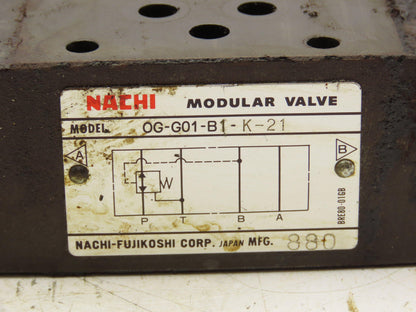 NACHI MODULAR VALVE
MODEL OG-G01-B1-K-21
A B
P T B A
BRE80-01GB
NACHI-FUJIKOSHI CORP. JAPAN MFG. 880